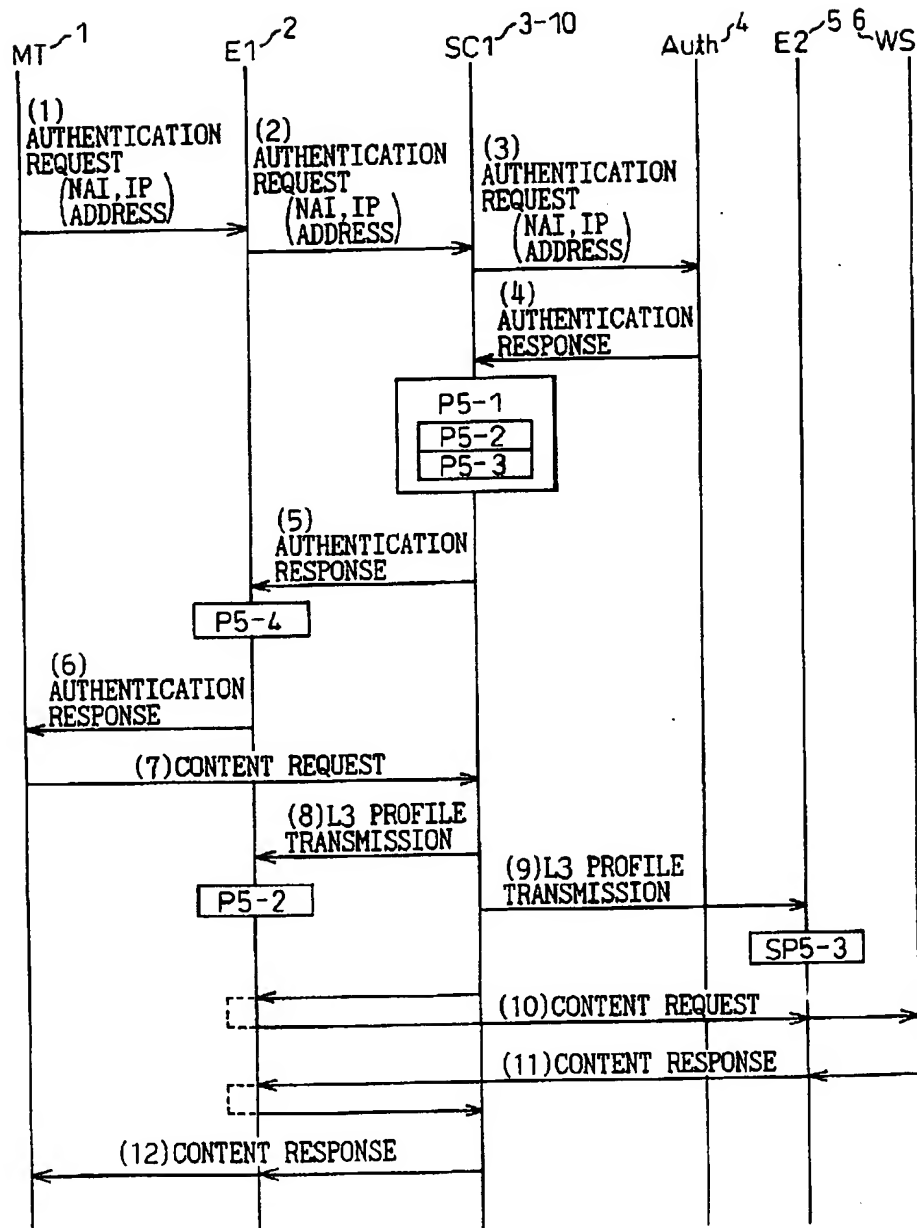 MT 1
E1 2
SC1 3-10
Auth 4
E2 5
6 WS
(1)
AUTHENTICATION
REQUEST
(NAI,IP
ADDRESS)
(2)
AUTHENTICATION
REQUEST
(NAI,IP
ADDRESS)
(3)
AUTHENTICATION
REQUEST
(NAI,IP
ADDRESS)
(4)
AUTHENTICATION
RESPONSE
P5-1
P5-2
P5-3
(5)
AUTHENTICATION
RESPONSE
P5-4
(6)
AUTHENTICATION
RESPONSE
(7)CONTENT REQUEST
(8)L3 PROFILE
TRANSMISSION
(9)L3 PROFILE
TRANSMISSION
P5-2
SP5-3
(10)CONTENT REQUEST
(11)CONTENT RESPONSE
(12)CONTENT RESPONSE